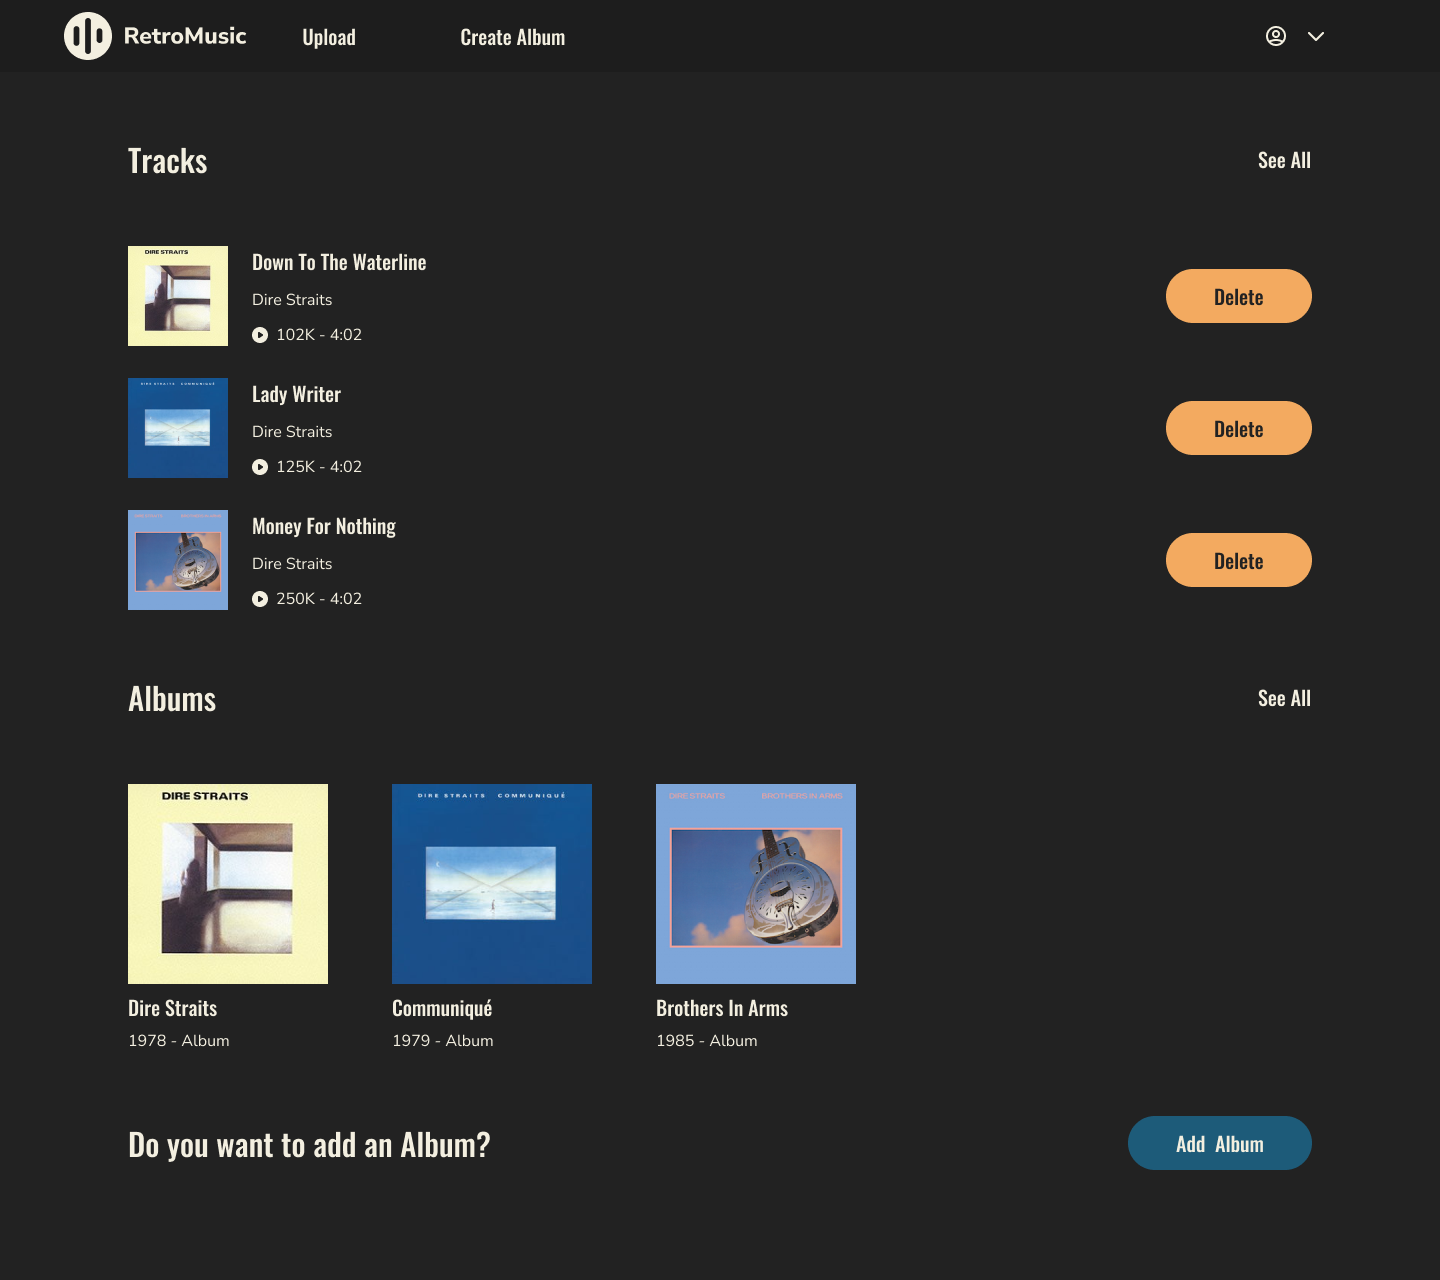 RetroMusic
Upload
Create Album
Tracks
See All
DIRE STRAITS
Down To The Waterline
Dire Straits
102K - 4:02
Delete
DIRE STRAITS COMMUNIQUÉ
Lady Writer
Dire Straits
125K - 4:02
Delete
DIRE STRAITS BROTHERS IN ARMS
Money For Nothing
Dire Straits
250K - 4:02
Delete
Albums
See All
DIRE STRAITS
DIRE STRAITS COMMUNIQUÉ
DIRE STRAITS BROTHERS IN ARMS
Dire Straits
Communiqué
Brothers In Arms
1978 - Album
1979 - Album
1985 - Album
Do you want to add an Album?
Add Album